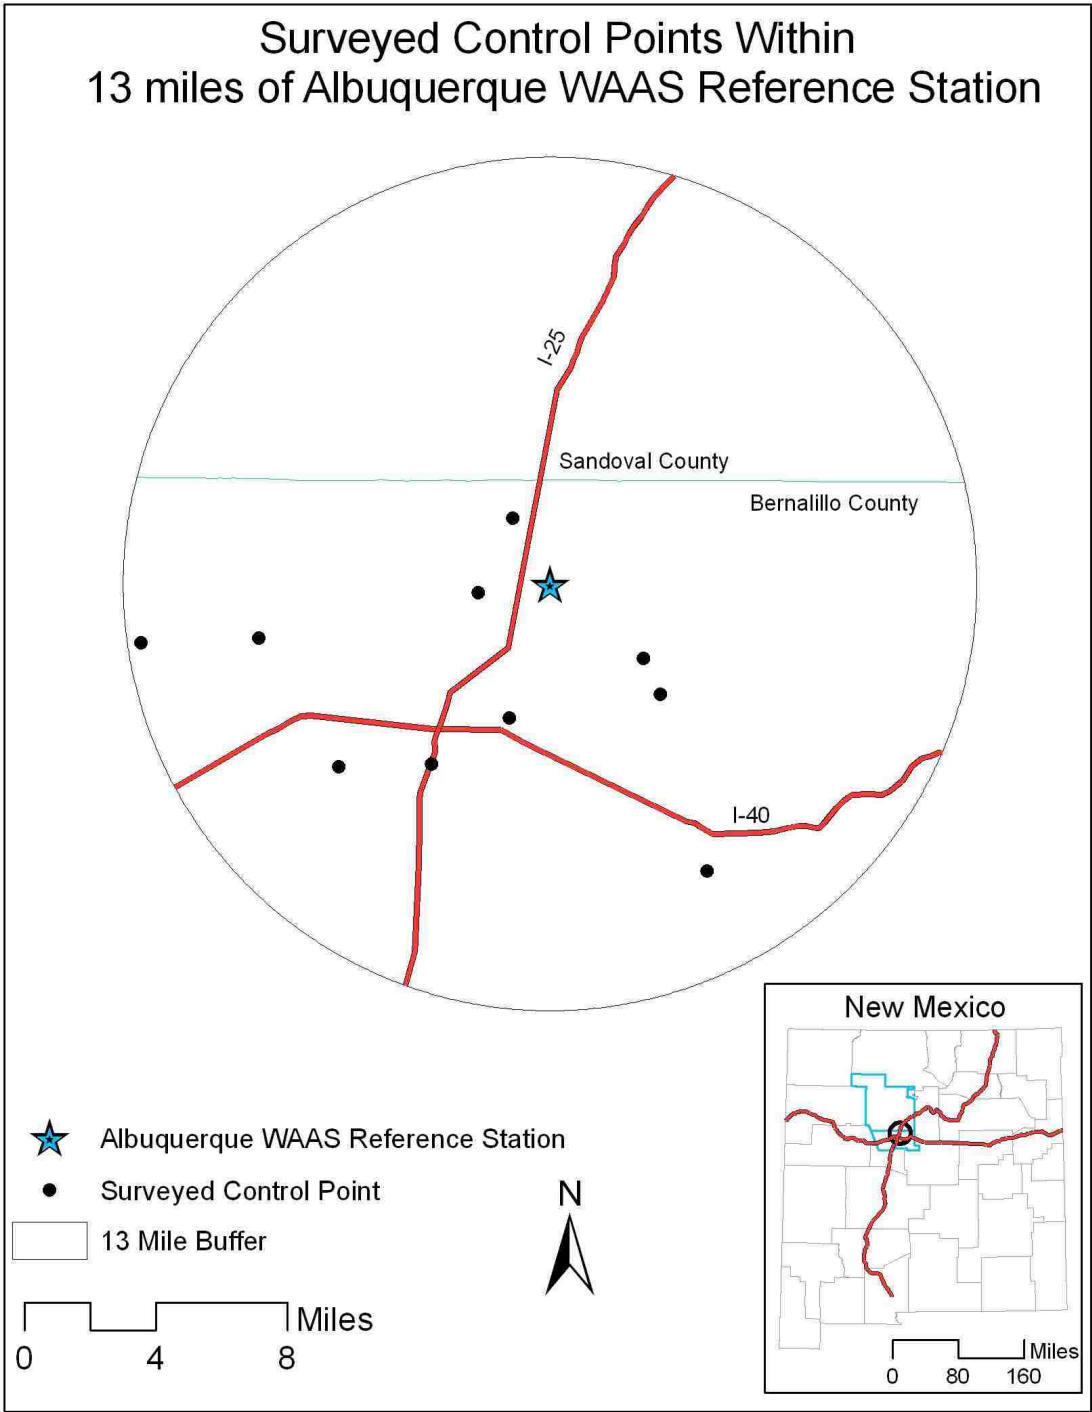 Surveyed Control Points Within
13 miles of Albuquerque WAAS Reference Station
I-25
Sandoval County
Bernalillo County
I-40
Albuquerque WAAS Reference Station
Surveyed Control Point
13 Mile Buffer
N
Miles
0 4 8
New Mexico
Miles
0 80 160